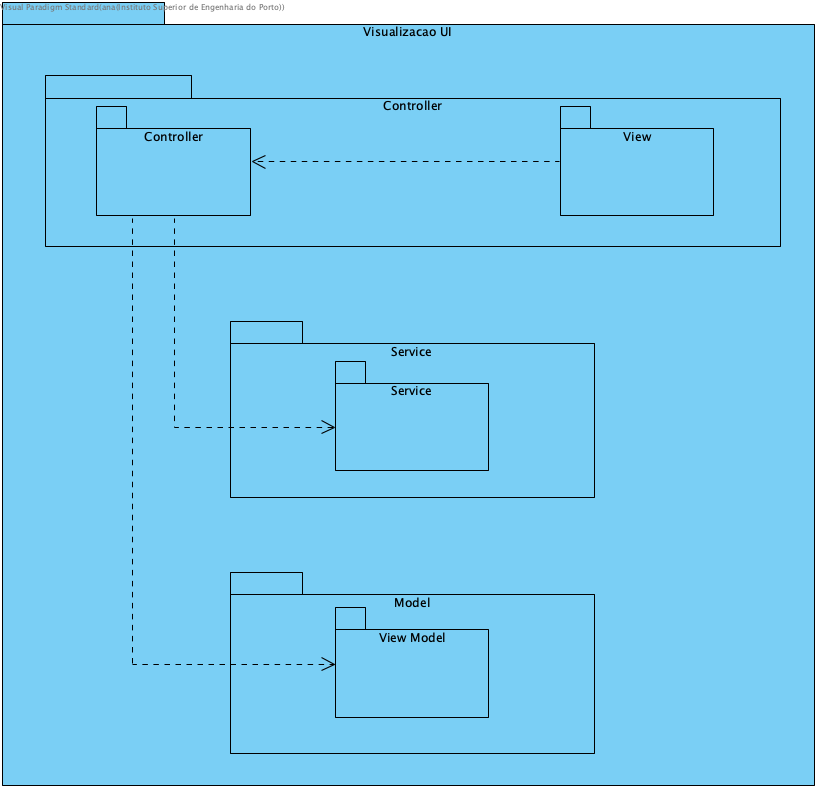 Visual Paradigm Standard(ana(Instituto Superior de Engenharia do Porto))
Visualizacao UI
Controller
Controller
View
Service
Service
Model
View Model